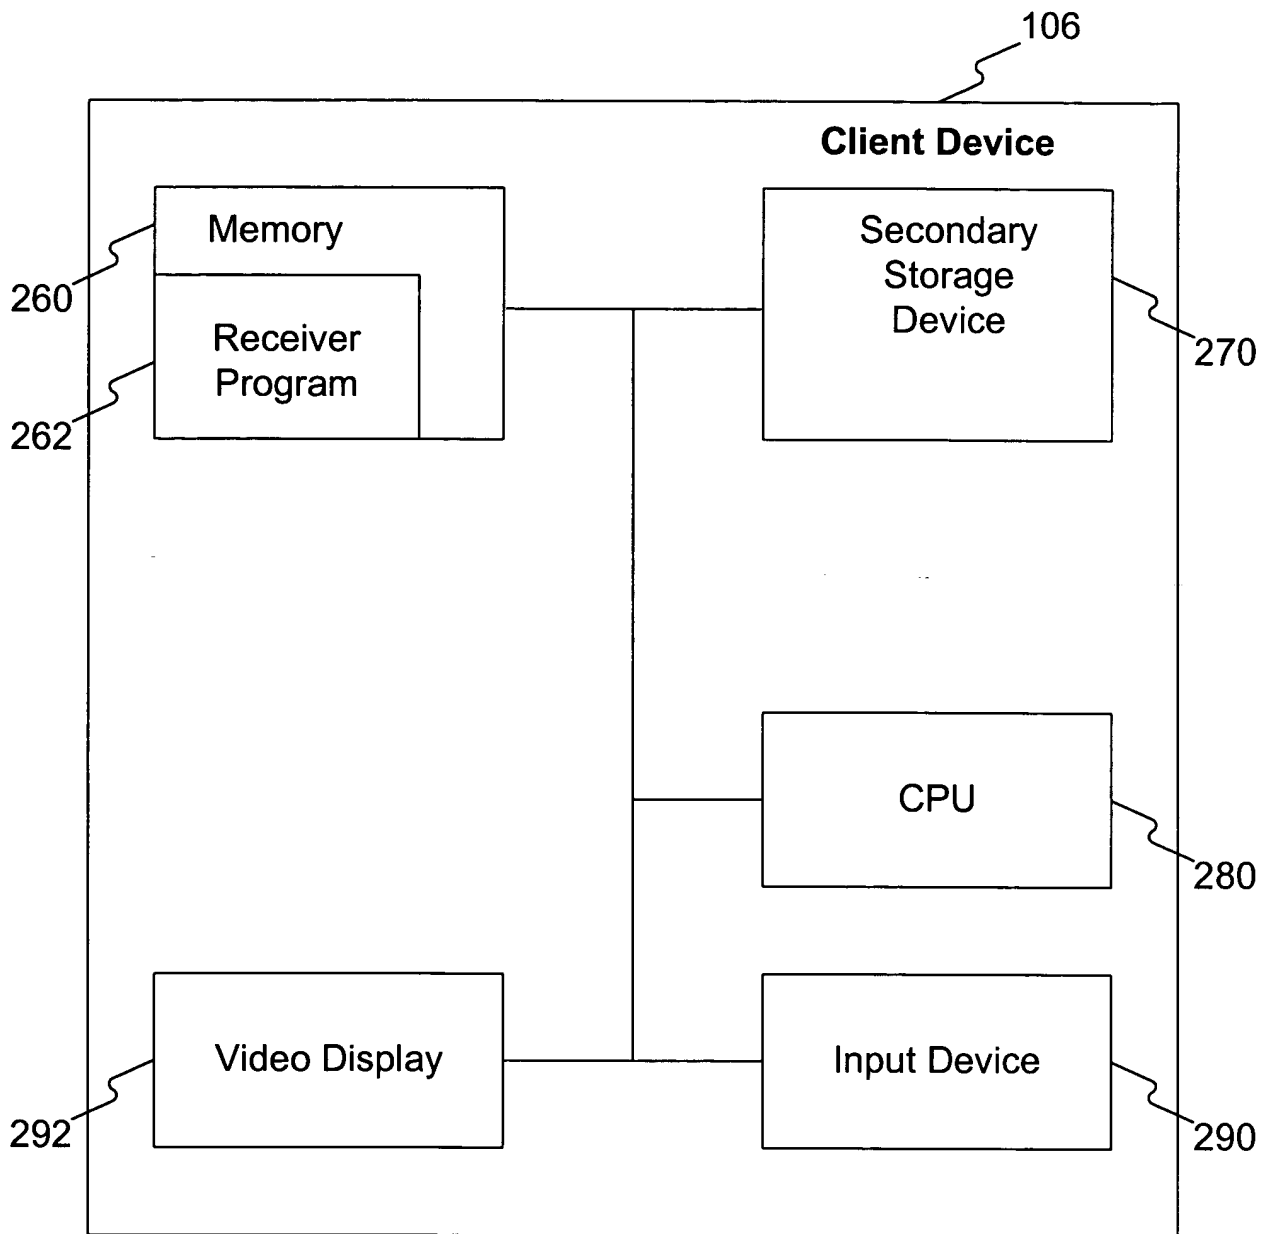 106
Client Device
Memory
260
Receiver
Program
262
Secondary
Storage
Device
270
CPU
280
Video Display
292
Input Device
290